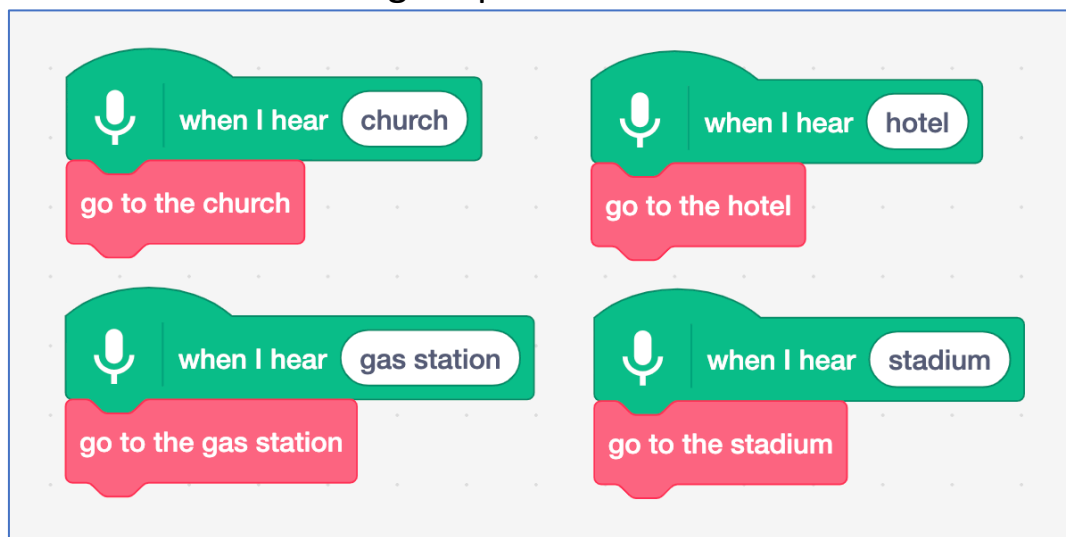 when I hear church
go to the church
when I hear hotel
go to the hotel
when I hear gas station
go to the gas station
when I hear stadium
go to the stadium